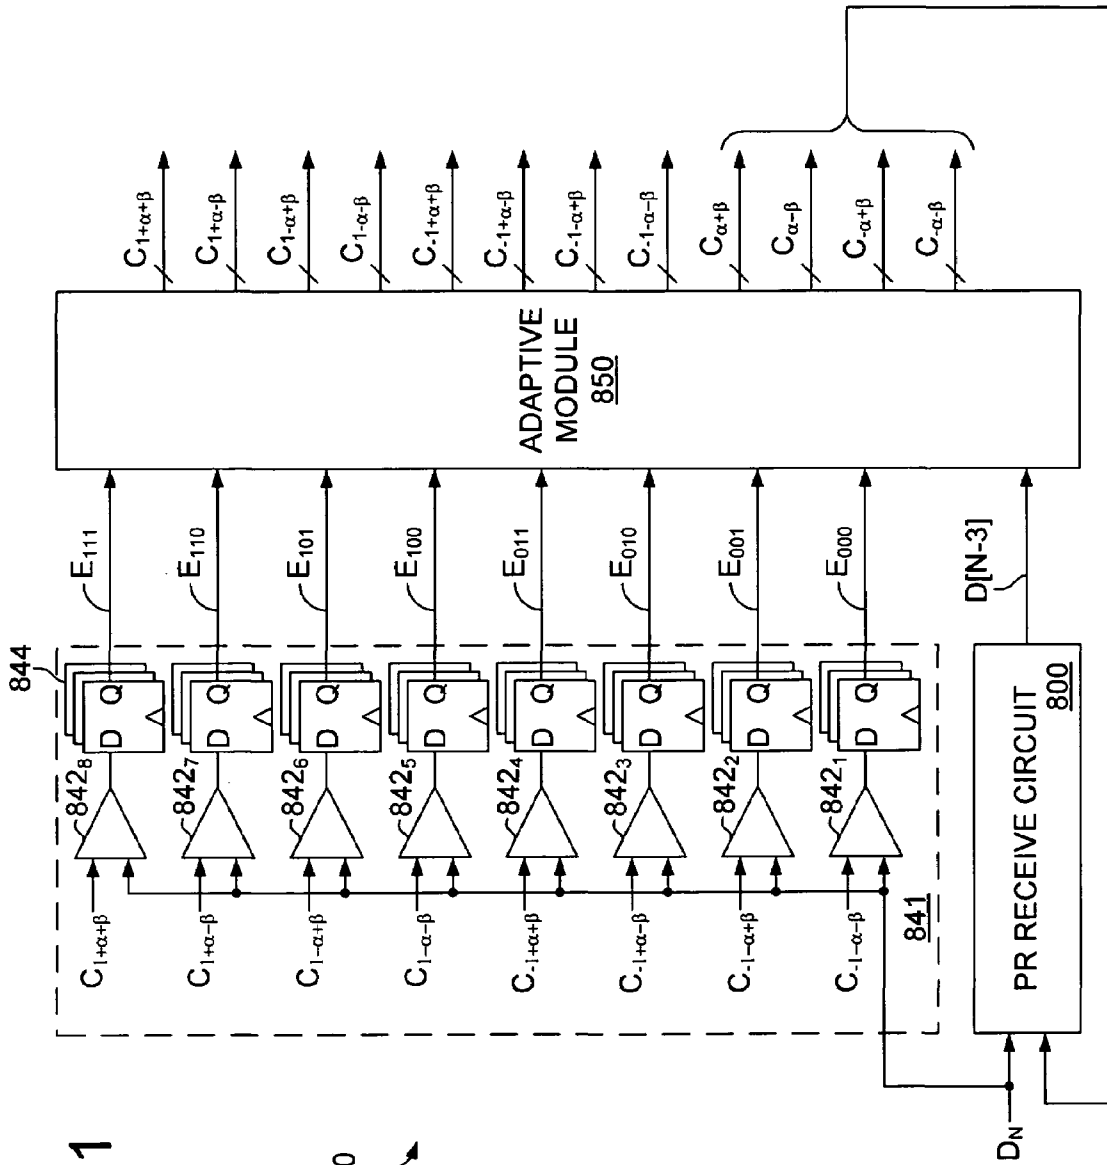 1
0
844
C1+α+β
842₈
D Q
E111
C1+α-β
842₇
D Q
E110
C1-α+β
842₆
D Q
E101
C1-α-β
842₅
D Q
E100
C-1+α+β
842₄
D Q
E011
C-1+α-β
842₃
D Q
E010
C-1-α+β
842₂
D Q
E001
C-1-α-β
842₁
D Q
E000
841
DN
PR RECEIVE CIRCUIT
800
D[N-3]
ADAPTIVE
MODULE
850
C1+α+β
C1+α-β
C1-α+β
C1-α-β
C-1+α+β
C-1+α-β
C-1-α+β
C-1-α-β
Cα+β
Cα-β
C-α+β
C-α-β